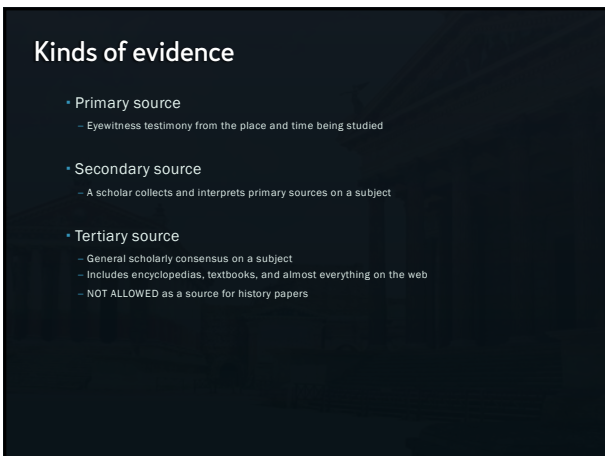 Kinds of evidence
▪ Primary source
– Eyewitness testimony from the place and time being studied
▪ Secondary source
– A scholar collects and interprets primary sources on a subject
▪ Tertiary source
– General scholarly consensus on a subject
– Includes encyclopedias, textbooks, and almost everything on the web
– NOT ALLOWED as a source for history papers